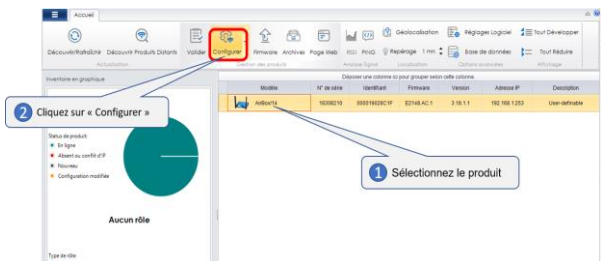 Accueil
Découvrir/Rafraîchir Découvrir Produits Distants Valider Configurer Firmware Archives Page Web RSSI PING Géolocalisation Repérage 1 mn Réglages Logiciel Base de données Tout Développer Tout Réduire
Actualisation Gestion des produits Analyse Signal Localisation Options avancées Affichage
Inventaire en graphique
Déposer une colonne ici pour grouper selon cette colonne
Modèle N° de série Identifiant Firmware Version Adresse IP Description
AirBox14 16309210 E2148.AC.1 3.16.1.1 192.168.1.253 User-definable
2 Cliquez sur « Configurer »
1 Sélectionnez le produit
Status de produit:
En ligne
Absent ou conflit d'IP
Nouveau
Configuration modifiée
Aucun rôle
Type de rôle